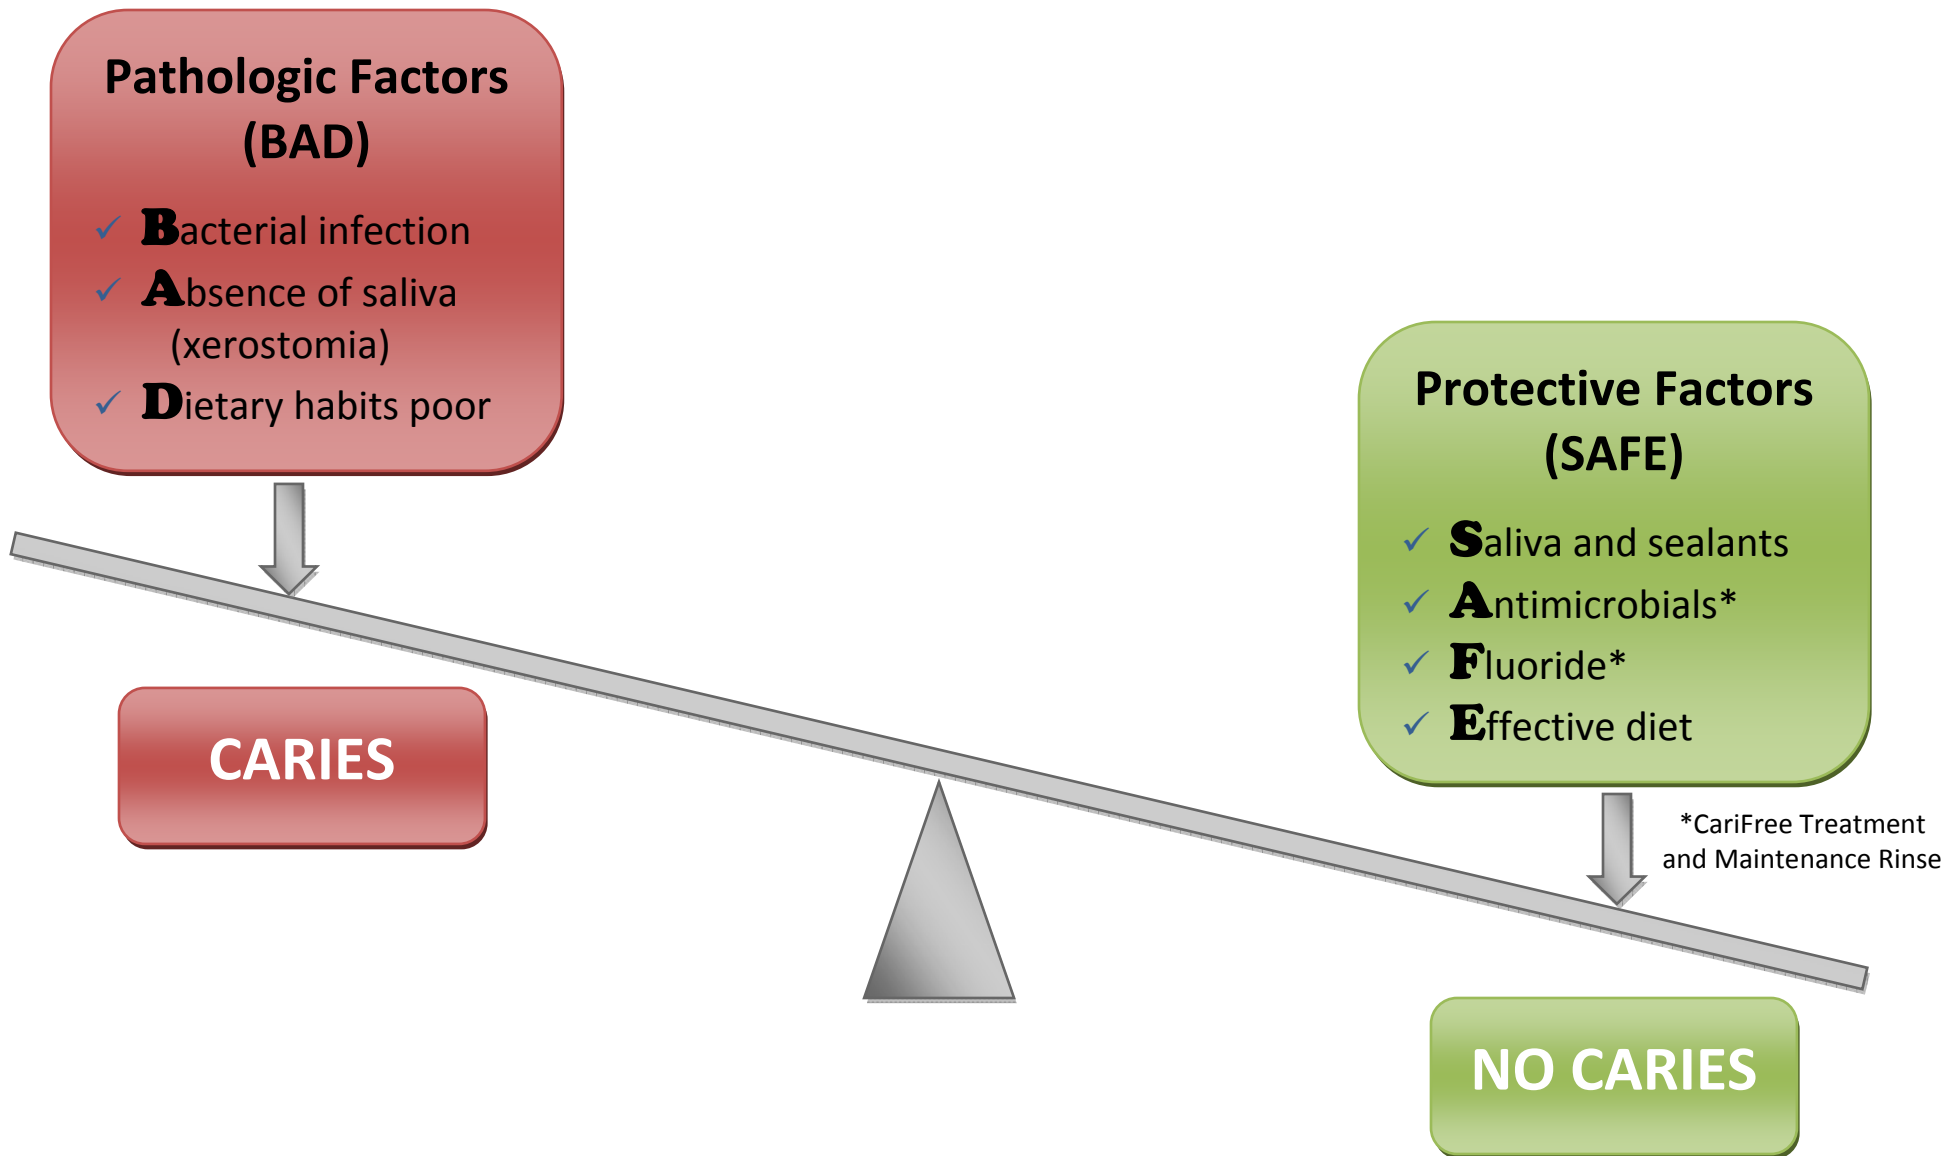 Pathologic Factors
(BAD)
✓ Bacterial infection
✓ Absence of saliva
(xerostomia)
✓ Dietary habits poor
CARIES
Protective Factors
(SAFE)
✓ Saliva and sealants
✓ Antimicrobials*
✓ Fluoride*
✓ Effective diet
*CariFree Treatment
and Maintenance Rinse
NO CARIES